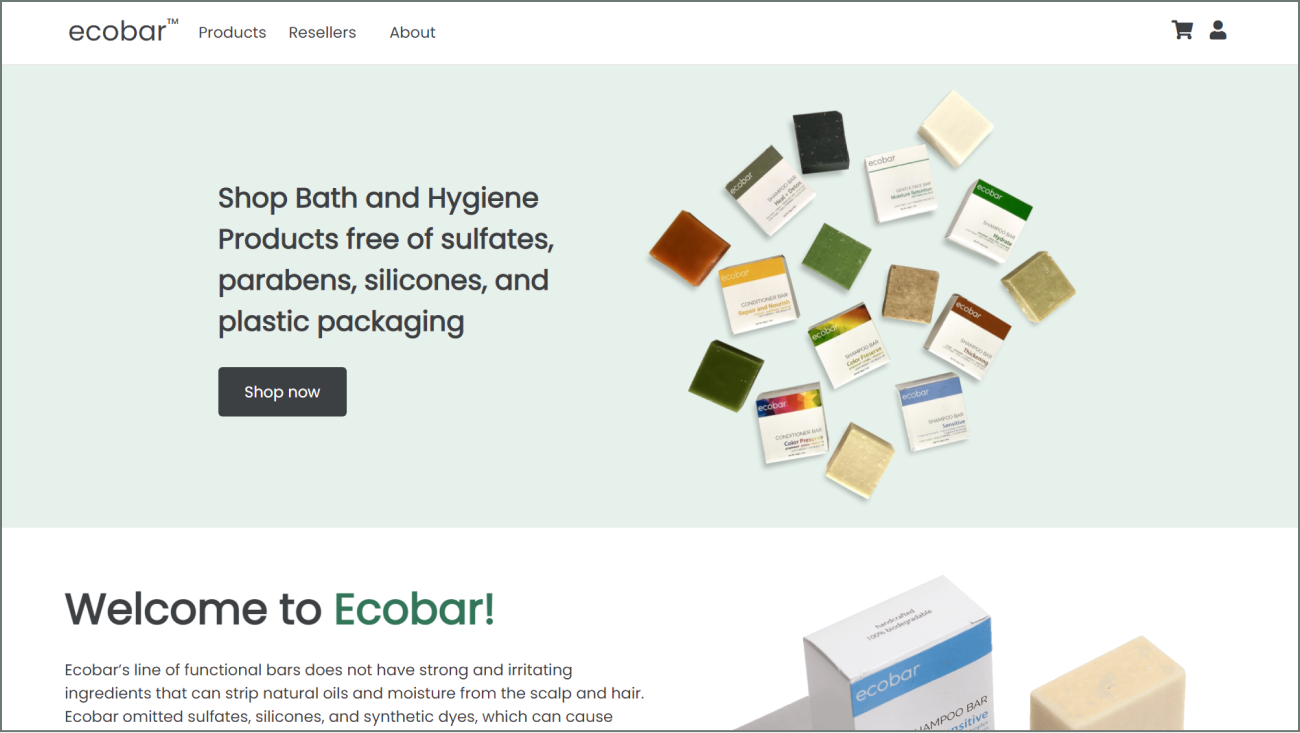 ecobar™ Products Resellers About
Shop Bath and Hygiene
Products free of sulfates,
parabens, silicones, and
plastic packaging
Shop now
ecobar
SHAMPOO BAR
Heal + Detox
ecobar
GENTLE FACE BAR
Moisture Retention
ecobar
SHAMPOO BAR
Hydrate
ecobar
CONDITIONER BAR
Repair and Nourish
ecobar
SHAMPOO BAR
Color Preserve
ecobar
SHAMPOO BAR
Thickening
ecobar
CONDITIONER BAR
Color Preserve
ecobar
SHAMPOO BAR
Sensitive
Welcome to Ecobar!
Ecobar’s line of functional bars does not have strong and irritating
ingredients that can strip natural oils and moisture from the scalp and hair.
Ecobar omitted sulfates, silicones, and synthetic dyes, which can cause
handcrafted
100% biodegradable
ecobar
HAMPOO BAR
nsitive